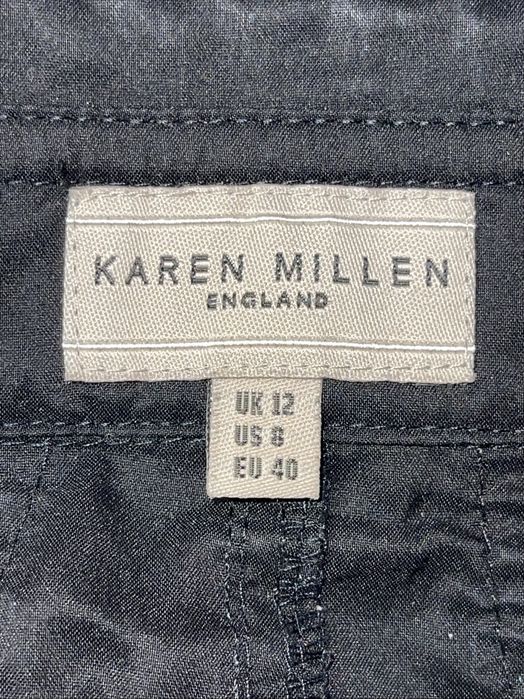 KAREN MILLEN
ENGLAND
UK 12
US 8
EU 40